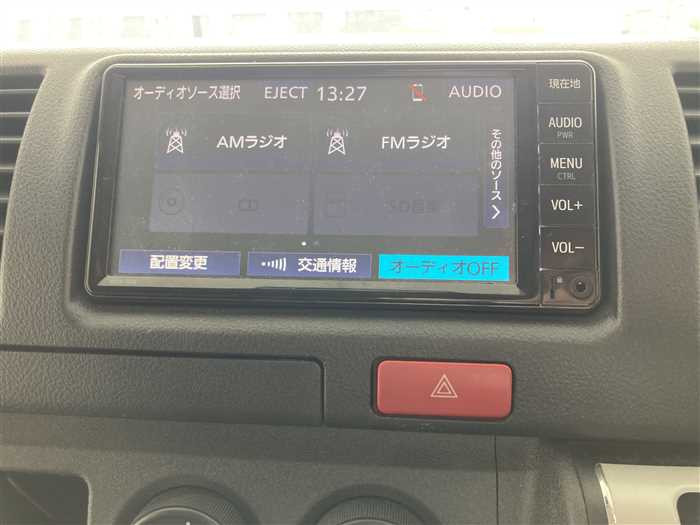 オーディオソース選択 EJECT 13:27 AUDIO
AMラジオ FMラジオ
CD SD音楽
その他のソース
配置変更 交通情報 オーディオOFF
現在地
AUDIO
PWR
MENU
CTRL
VOL+
VOL−